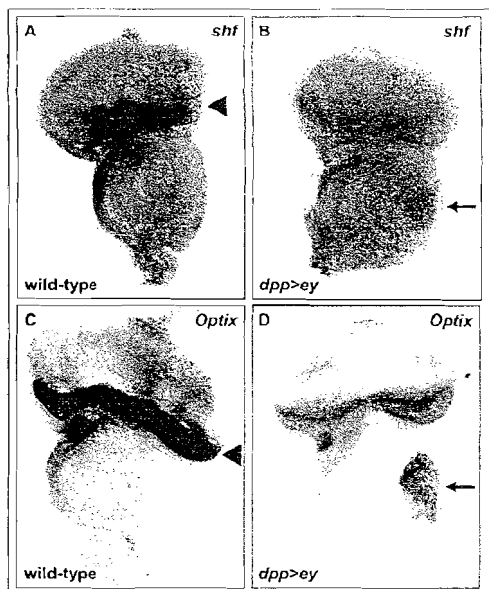 A shf
B shf
wild-type
dpp>ey
C Optix
D Optix
wild-type
dpp>ey